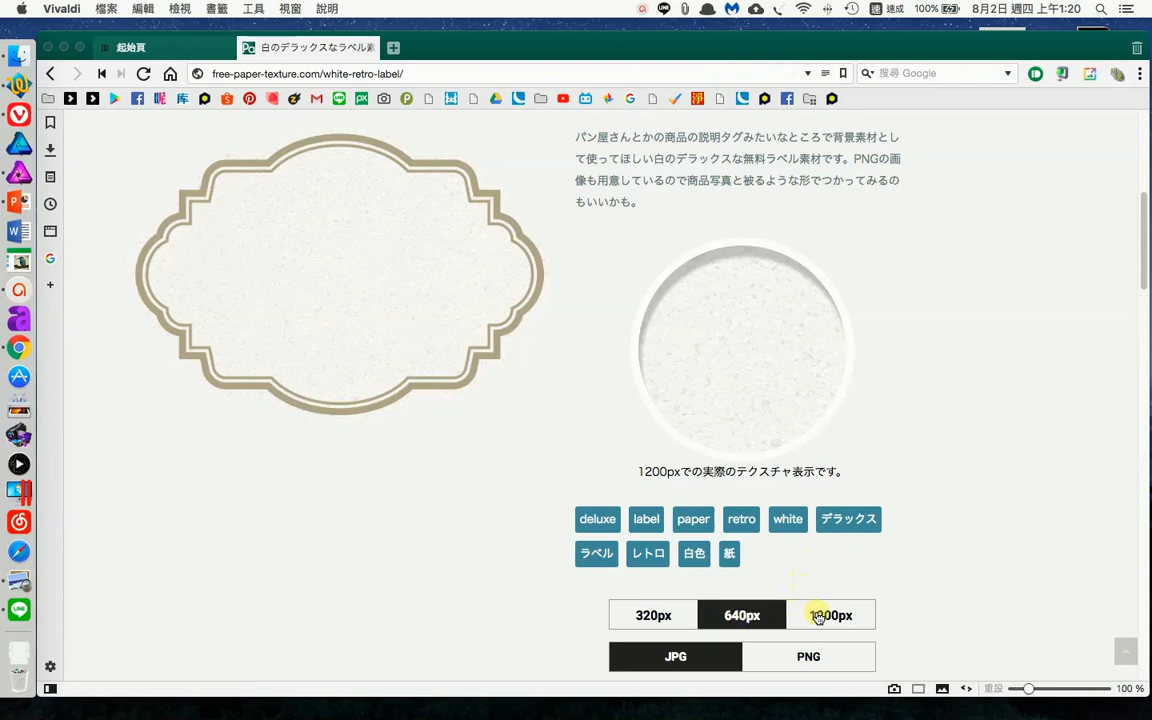 Vivaldi 檔案 編輯 檢視 書籤 工具 視窗 說明 速成 100% 8月2日 週四 上午1:20
起始頁 白のデラックスなラベル素
free-paper-texture.com/white-retro-label/ 搜尋 Google
パン屋さんとかの商品の説明タグみたいなところで背景素材とし
て使ってほしい白のデラックスな無料ラベル素材です。PNGの画
像も用意しているので商品写真と被るような形でつかってみるの
もいいかも。
1200pxでの実際のテクスチャ表示です。
deluxe label paper retro white デラックス
ラベル レトロ 白色 紙
320px 640px 1200px
JPG PNG
重設 100 %